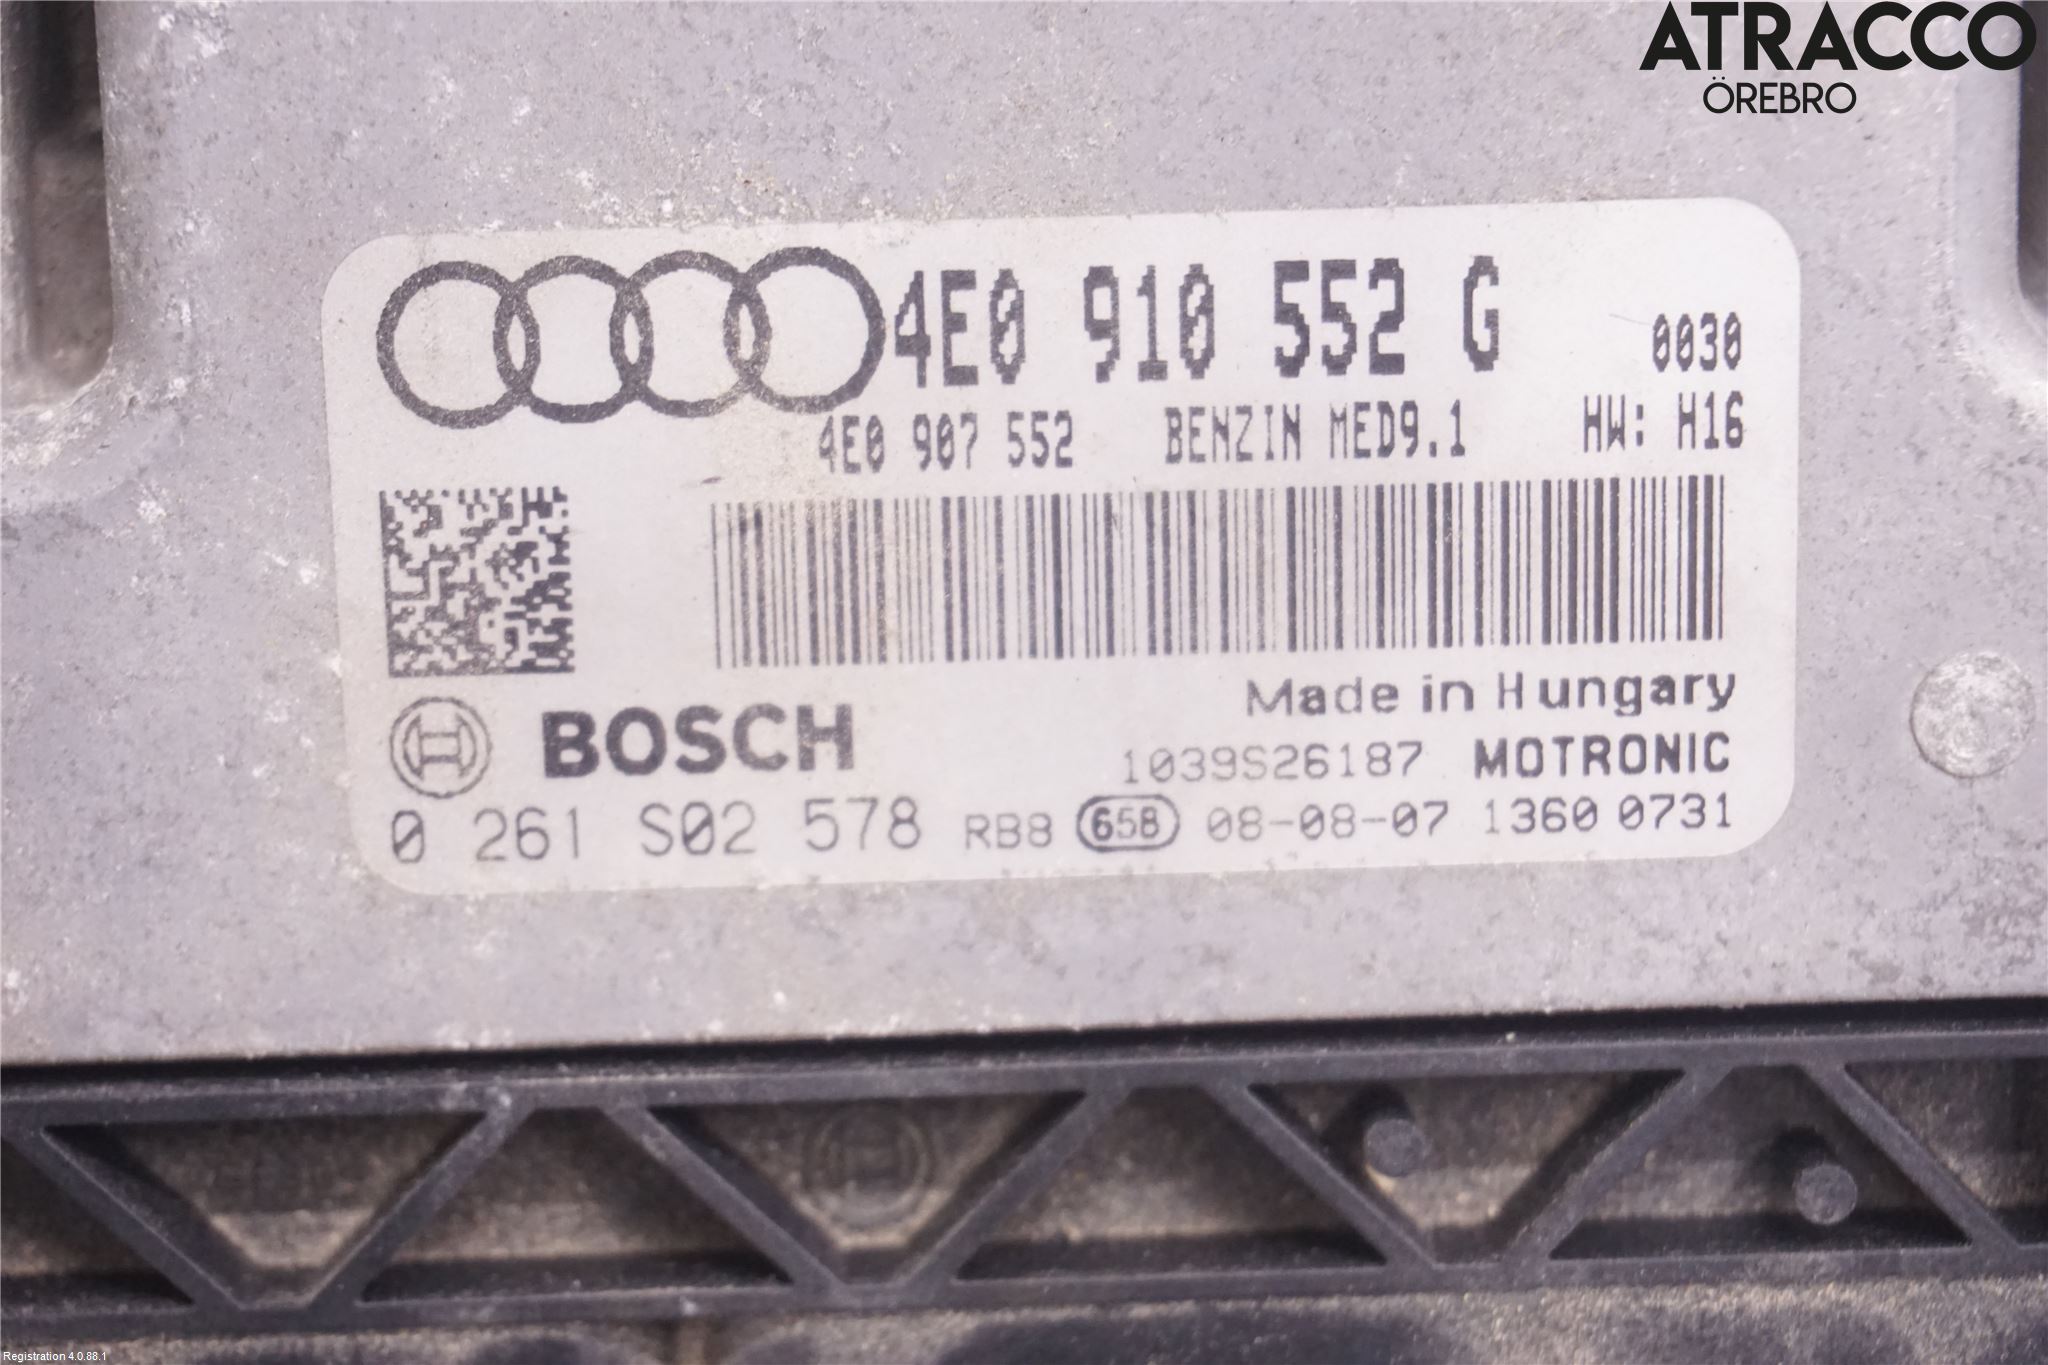 ATRACCO
ÖREBRO
4E0 910 552 G
0030
4E0 907 552 BENZIN MED9.1 HW: H16
Made in Hungary
BOSCH
1039S26187 MOTRONIC
0 261 S02 578 RB8 65B 08-08-07 1360 0731
Registration 4.0.88.1